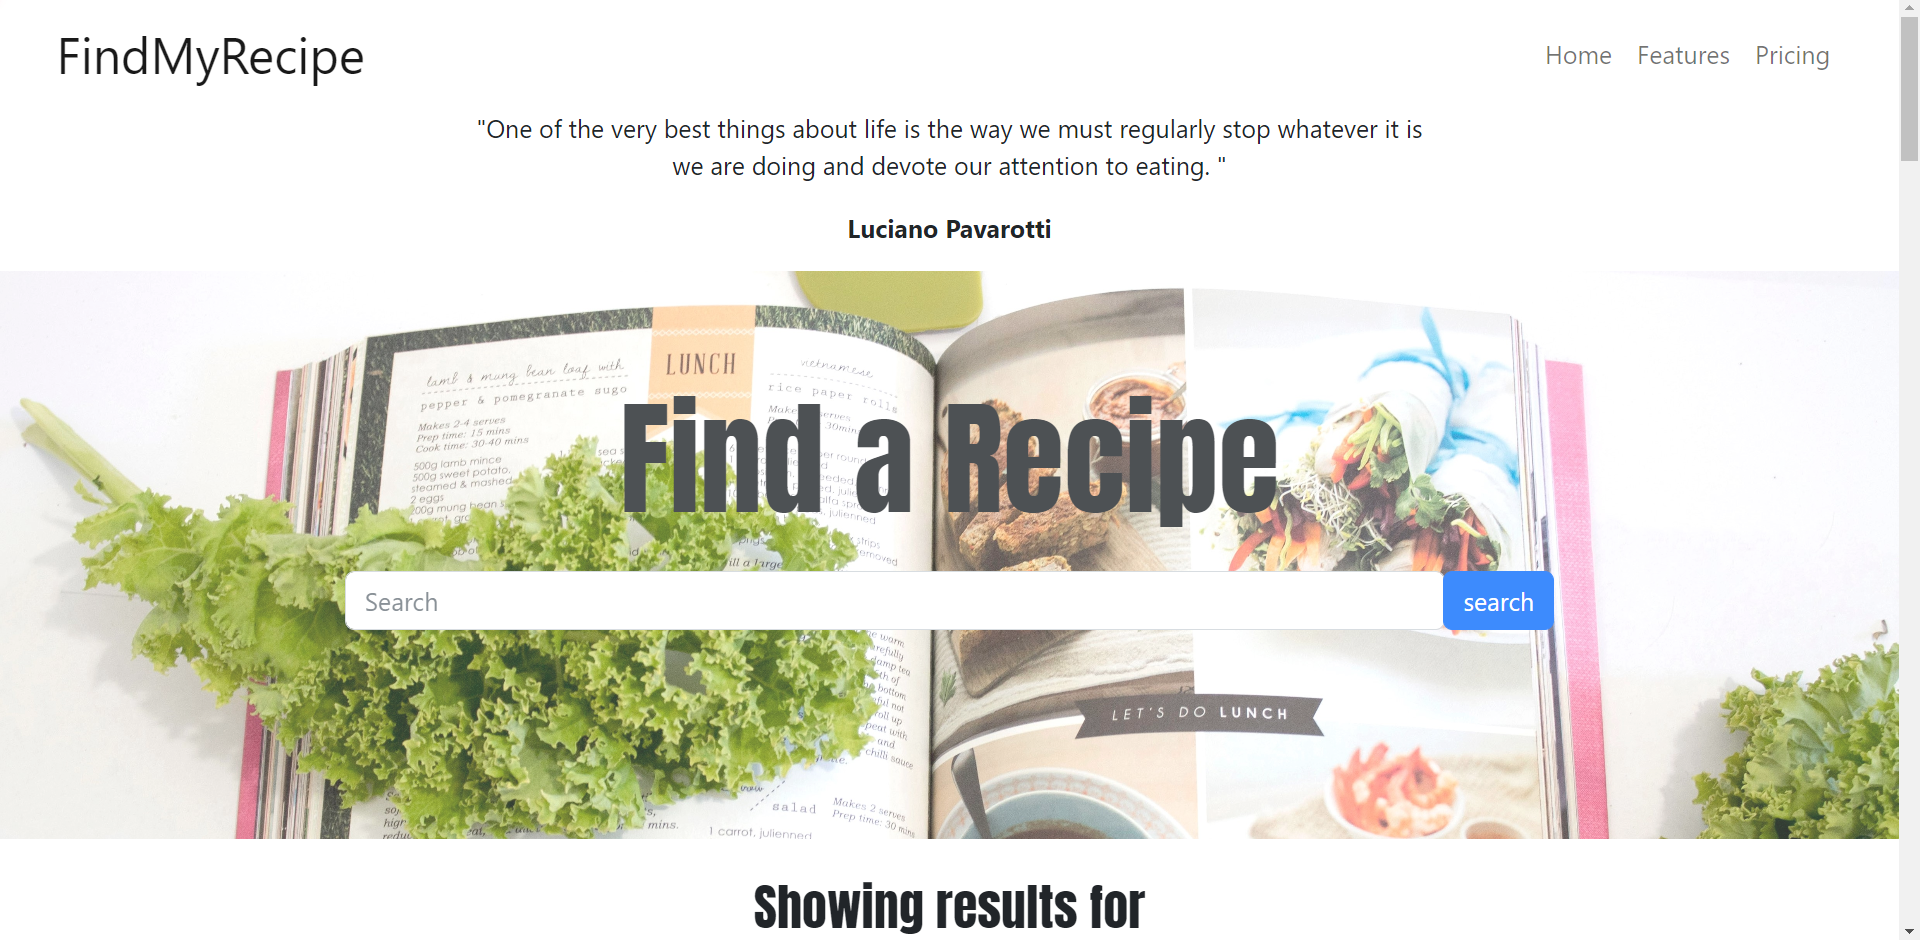 FindMyRecipe
Home Features Pricing
"One of the very best things about life is the way we must regularly stop whatever it is
we are doing and devote our attention to eating. "
Luciano Pavarotti
LUNCH
lamb & mung bean loaf with
pepper & pomegranate sugo
Makes 2-4 serves
Prep time: 15 mins
Cook time: 30-40 mins
500g lamb mince
500g sweet potato,
steamed & mashed
2 eggs
200g mung bean
vietnamese
rice paper rolls
Find a Recipe
Search
search
LET'S DO LUNCH
salad
Makes 2 serves
Prep time: 30 mins
1 carrot, julienned
mins.
Showing results for